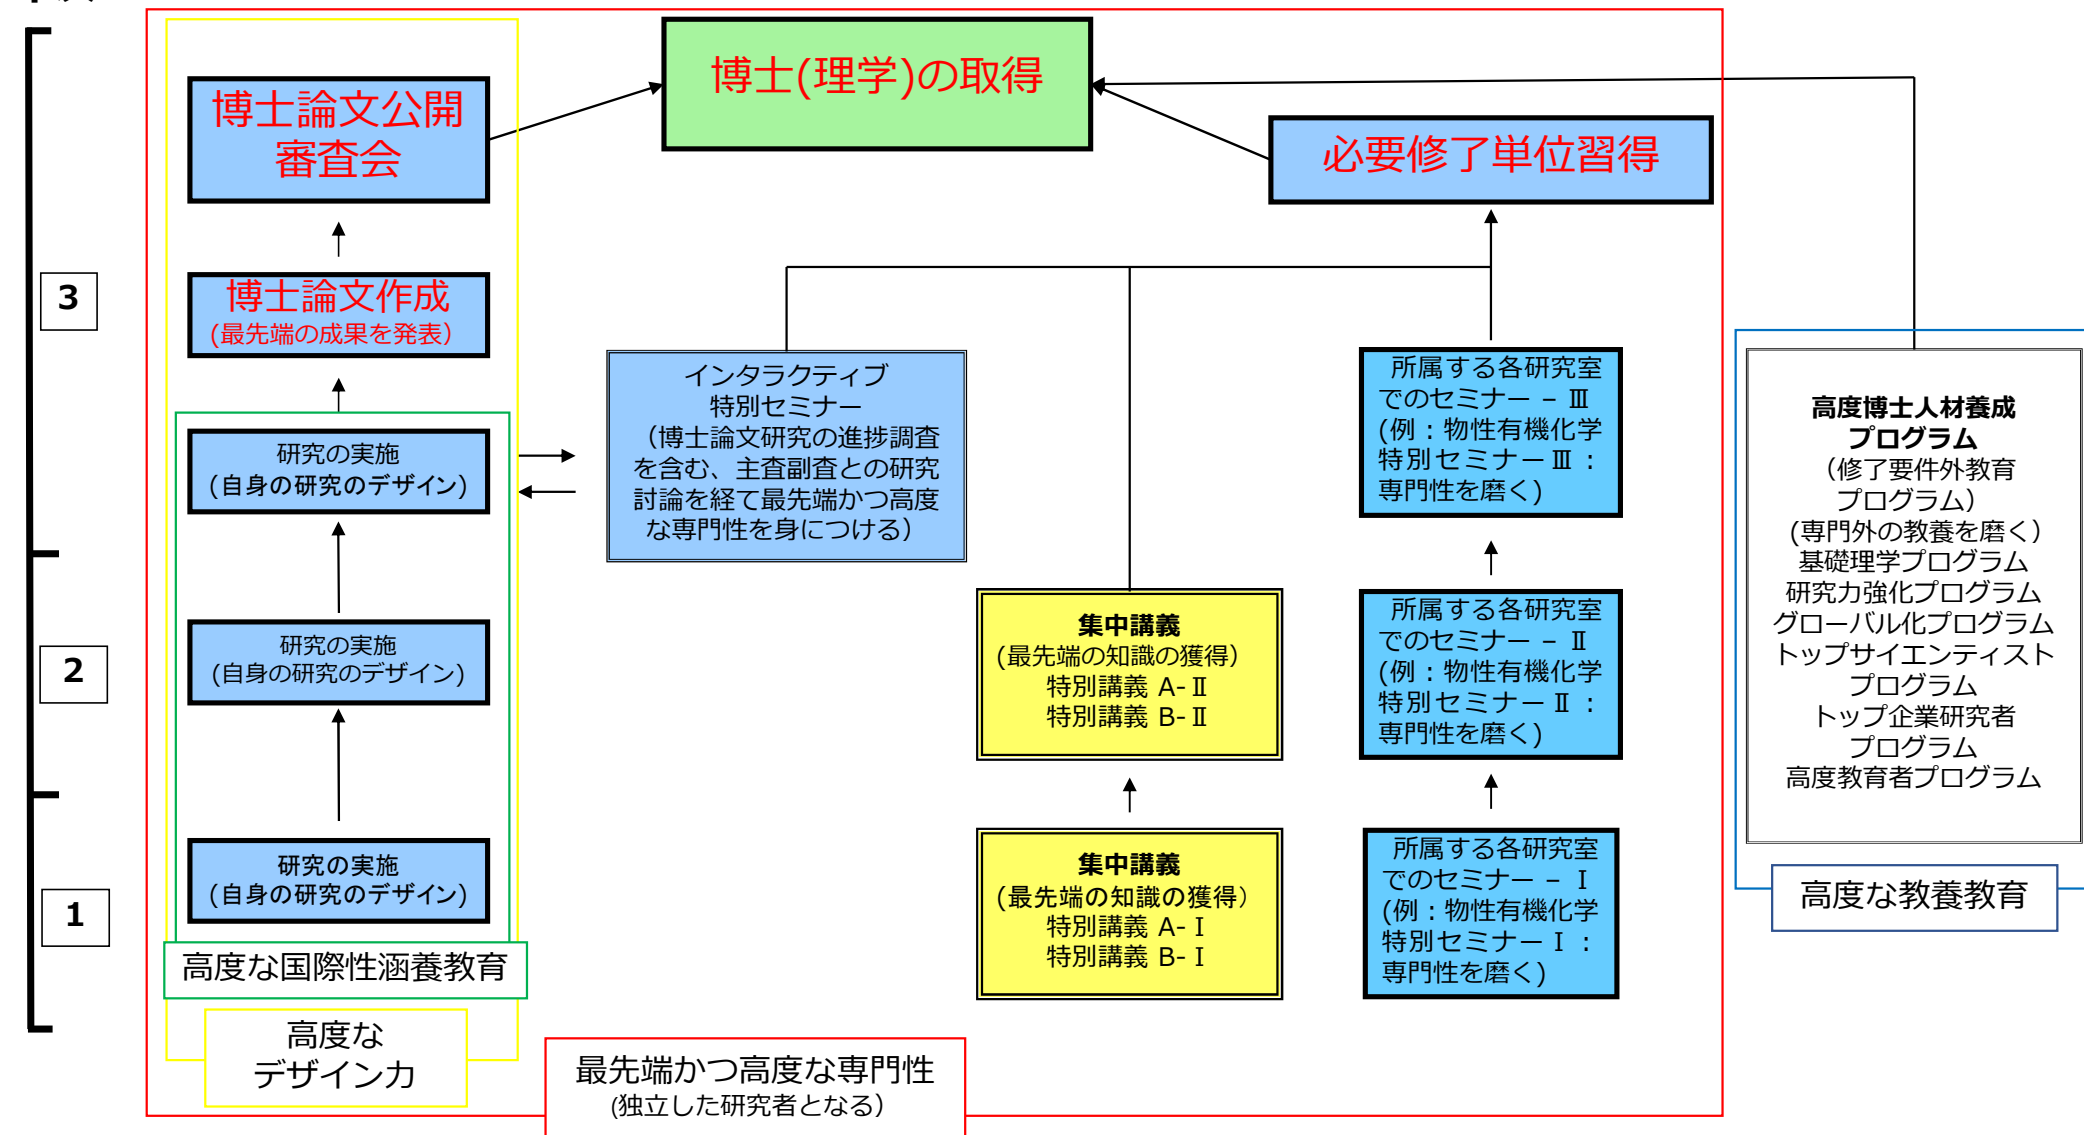 博士(理学)の取得
博士論文公開
審査会
必要修了単位習得
3
博士論文作成
(最先端の成果を発表）
インタラクティブ
特別セミナー
（博士論文研究の進捗調査
を含む、主査副査との研究
討論を経て最先端かつ高度
な専門性を身につける）
所属する各研究室
でのセミナー – Ⅲ
(例：物性有機化学
特別セミナーⅢ：
専門性を磨く)
高度博士人材養成
プログラム
（修了要件外教育
プログラム）
(専門外の教養を磨く）
基礎理学プログラム
研究力強化プログラム
グローバル化プログラム
トップサイエンティスト
プログラム
トップ企業研究者
プログラム
高度教育者プログラム
研究の実施
(自身の研究のデザイン)
2
研究の実施
(自身の研究のデザイン)
集中講義
(最先端の知識の獲得）
特別講義 A-Ⅱ
特別講義 B-Ⅱ
所属する各研究室
でのセミナー – Ⅱ
(例：物性有機化学
特別セミナーⅡ：
専門性を磨く)
1
研究の実施
(自身の研究のデザイン)
集中講義
(最先端の知識の獲得）
特別講義 A-Ⅰ
特別講義 B-Ⅰ
所属する各研究室
でのセミナー – Ⅰ
(例：物性有機化学
特別セミナーⅠ：
専門性を磨く)
高度な教養教育
高度な国際性涵養教育
高度な
デザイン力
最先端かつ高度な専門性
(独立した研究者となる）